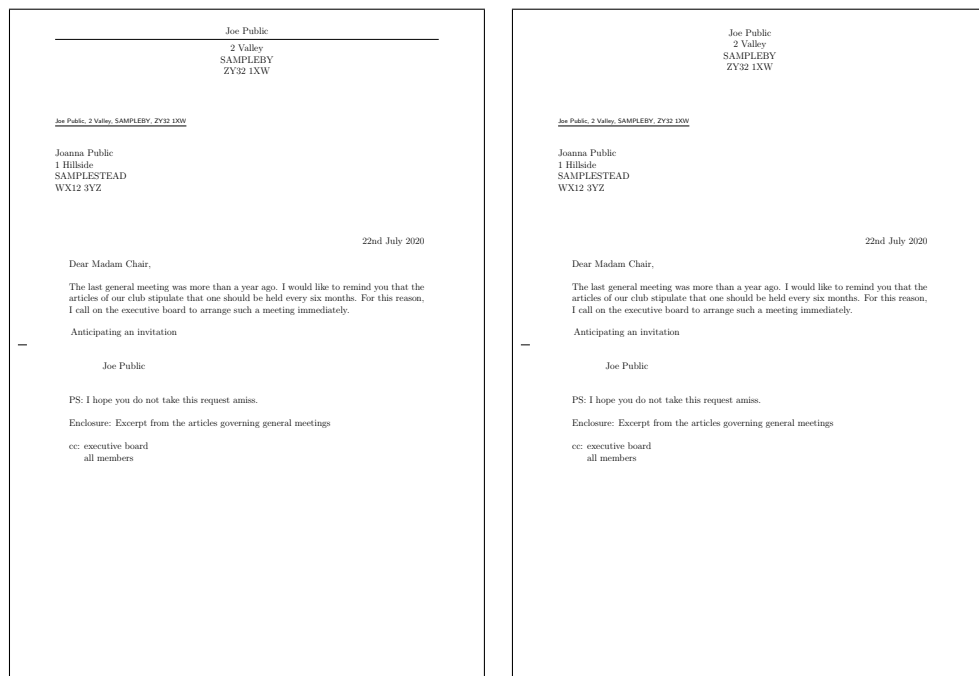 Joe Public
2 Valley
SAMPLEBY
ZY32 1XW
Joe Public, 2 Valley, SAMPLEBY, ZY32 1XW
Joanna Public
1 Hillside
SAMPLESTEAD
WX12 3YZ
22nd July 2020
Dear Madam Chair,
The last general meeting was more than a year ago. I would like to remind you that the
articles of our club stipulate that one should be held every six months. For this reason,
I call on the executive board to arrange such a meeting immediately.
Anticipating an invitation
Joe Public
PS: I hope you do not take this request amiss.
Enclosure: Excerpt from the articles governing general meetings
cc: executive board
all members
Joe Public
2 Valley
SAMPLEBY
ZY32 1XW
Joe Public, 2 Valley, SAMPLEBY, ZY32 1XW
Joanna Public
1 Hillside
SAMPLESTEAD
WX12 3YZ
22nd July 2020
Dear Madam Chair,
The last general meeting was more than a year ago. I would like to remind you that the
articles of our club stipulate that one should be held every six months. For this reason,
I call on the executive board to arrange such a meeting immediately.
Anticipating an invitation
Joe Public
PS: I hope you do not take this request amiss.
Enclosure: Excerpt from the articles governing general meetings
cc: executive board
all members